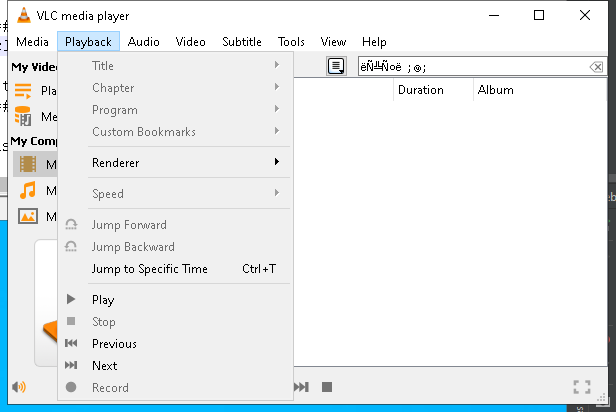 VLC media player
Media Playback Audio Video Subtitle Tools View Help
Title
Chapter
Program
Custom Bookmarks
Renderer
Speed
Jump Forward
Jump Backward
Jump to Specific Time Ctrl+T
Play
Stop
Previous
Next
Record
My Vide
Pla
Me
My Comp
M
M
M
ëÑ╩Ñoë ;@;
Duration Album